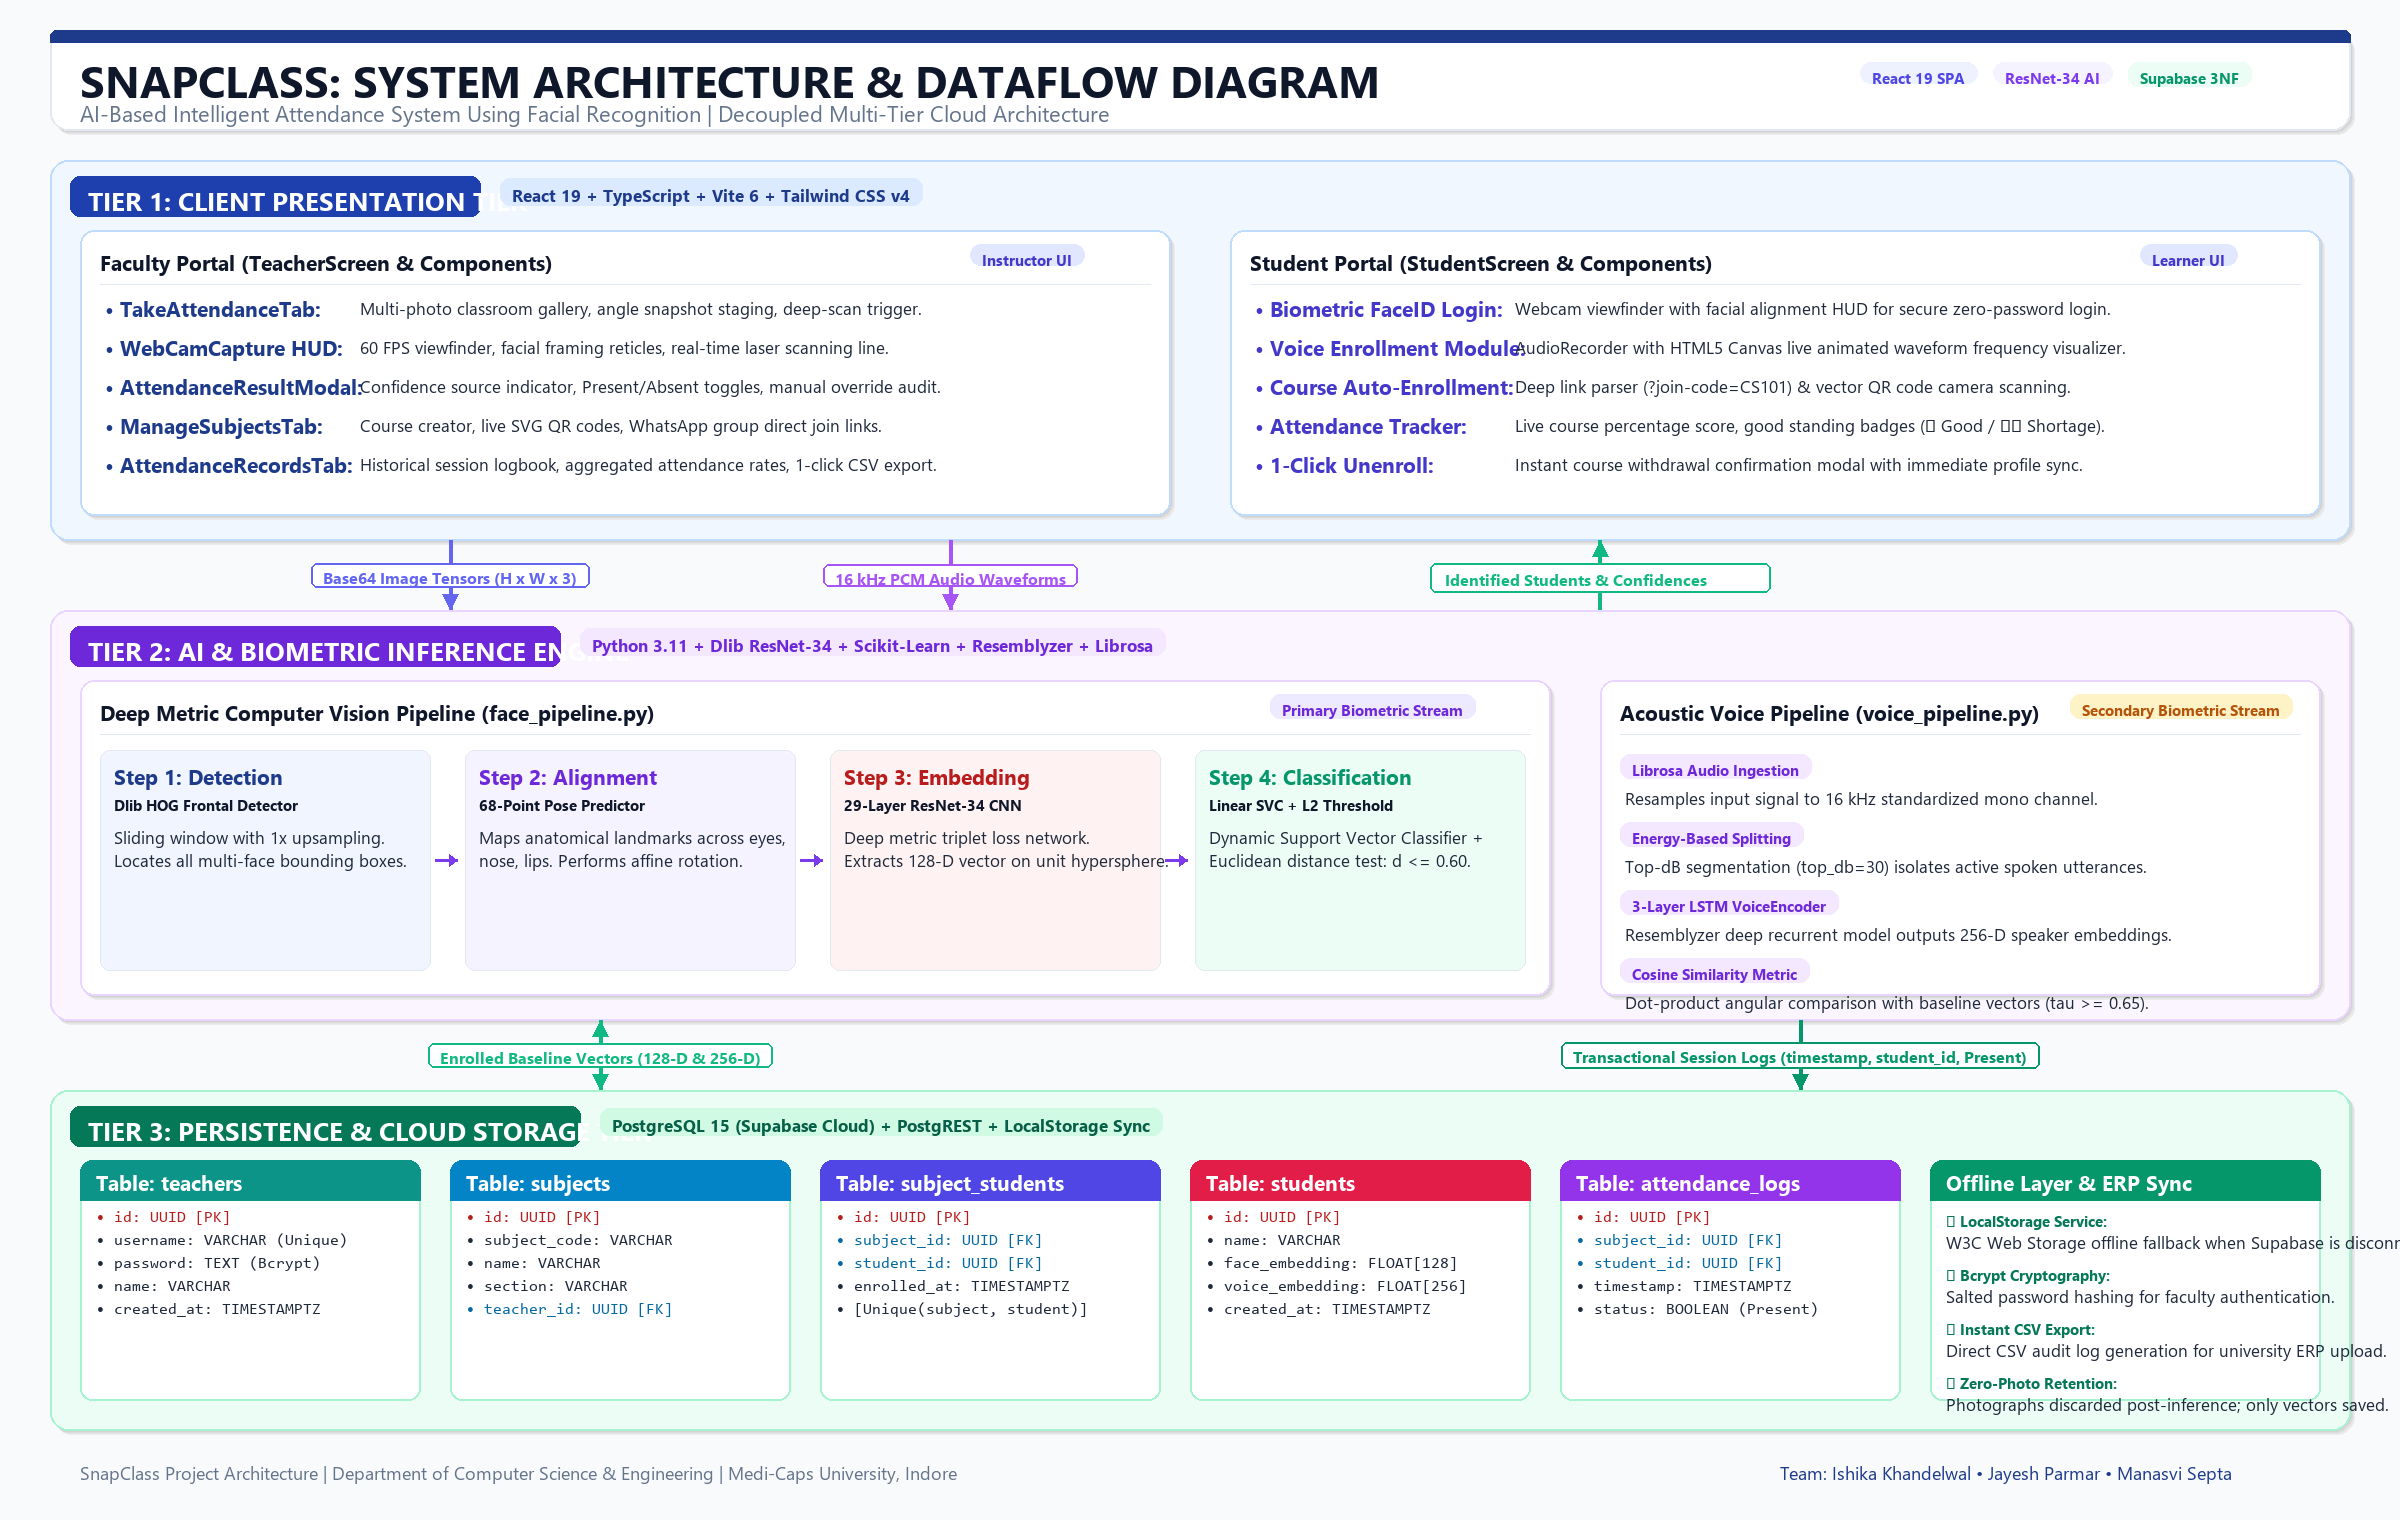 SNAPCLASS: SYSTEM ARCHITECTURE & DATAFLOW DIAGRAM
AI-Based Intelligent Attendance System Using Facial Recognition | Decoupled Multi-Tier Cloud Architecture
React 19 SPA
ResNet-34 AI
Supabase 3NF
TIER 1: CLIENT PRESENTATION TIER
React 19 + TypeScript + Vite 6 + Tailwind CSS v4
Faculty Portal (TeacherScreen & Components)
Instructor UI
• TakeAttendanceTab: Multi-photo classroom gallery, angle snapshot staging, deep-scan trigger.
• WebCamCapture HUD: 60 FPS viewfinder, facial framing reticles, real-time laser scanning line.
• AttendanceResultModal: Confidence source indicator, Present/Absent toggles, manual override audit.
• ManageSubjectsTab: Course creator, live SVG QR codes, WhatsApp group direct join links.
• AttendanceRecordsTab: Historical session logbook, aggregated attendance rates, 1-click CSV export.
Student Portal (StudentScreen & Components)
Learner UI
• Biometric FaceID Login: Webcam viewfinder with facial alignment HUD for secure zero-password login.
• Voice Enrollment Module: AudioRecorder with HTML5 Canvas live animated waveform frequency visualizer.
• Course Auto-Enrollment: Deep link parser (?join-code=CS101) & vector QR code camera scanning.
• Attendance Tracker: Live course percentage score, good standing badges (▯ Good / ▯▯ Shortage).
• 1-Click Unenroll: Instant course withdrawal confirmation modal with immediate profile sync.
Base64 Image Tensors (H x W x 3)
16 kHz PCM Audio Waveforms
Identified Students & Confidences
TIER 2: AI & BIOMETRIC INFERENCE ENGINE
Python 3.11 + Dlib ResNet-34 + Scikit-Learn + Resemblyzer + Librosa
Deep Metric Computer Vision Pipeline (face_pipeline.py)
Primary Biometric Stream
Step 1: Detection
Dlib HOG Frontal Detector
Sliding window with 1x upsampling.
Locates all multi-face bounding boxes.
Step 2: Alignment
68-Point Pose Predictor
Maps anatomical landmarks across eyes,
nose, lips. Performs affine rotation.
Step 3: Embedding
29-Layer ResNet-34 CNN
Deep metric triplet loss network.
Extracts 128-D vector on unit hypersphere.
Step 4: Classification
Linear SVC + L2 Threshold
Dynamic Support Vector Classifier +
Euclidean distance test: d <= 0.60.
Acoustic Voice Pipeline (voice_pipeline.py)
Secondary Biometric Stream
Librosa Audio Ingestion
Resamples input signal to 16 kHz standardized mono channel.
Energy-Based Splitting
Top-dB segmentation (top_db=30) isolates active spoken utterances.
3-Layer LSTM VoiceEncoder
Resemblyzer deep recurrent model outputs 256-D speaker embeddings.
Cosine Similarity Metric
Dot-product angular comparison with baseline vectors (tau >= 0.65).
Enrolled Baseline Vectors (128-D & 256-D)
Transactional Session Logs (timestamp, student_id, Present)
TIER 3: PERSISTENCE & CLOUD STORAGE TIER
PostgreSQL 15 (Supabase Cloud) + PostgREST + LocalStorage Sync
Table: teachers
• id: UUID [PK]
• username: VARCHAR (Unique)
• password: TEXT (Bcrypt)
• name: VARCHAR
• created_at: TIMESTAMPTZ
Table: subjects
• id: UUID [PK]
• subject_code: VARCHAR
• name: VARCHAR
• section: VARCHAR
• teacher_id: UUID [FK]
Table: subject_students
• id: UUID [PK]
• subject_id: UUID [FK]
• student_id: UUID [FK]
• enrolled_at: TIMESTAMPTZ
• [Unique(subject, student)]
Table: students
• id: UUID [PK]
• name: VARCHAR
• face_embedding: FLOAT[128]
• voice_embedding: FLOAT[256]
• created_at: TIMESTAMPTZ
Table: attendance_logs
• id: UUID [PK]
• subject_id: UUID [FK]
• student_id: UUID [FK]
• timestamp: TIMESTAMPTZ
• status: BOOLEAN (Present)
Offline Layer & ERP Sync
▯ LocalStorage Service:
W3C Web Storage offline fallback when Supabase is
▯ Bcrypt Cryptography:
Salted password hashing for faculty authentication.
▯ Instant CSV Export:
Direct CSV audit log generation for university ERP upload.
▯ Zero-Photo Retention:
Photographs discarded post-inference; only vectors saved.
SnapClass Project Architecture | Department of Computer Science & Engineering | Medi-Caps University, Indore
Team: Ishika Khandelwal • Jayesh Parmar • Manasvi Septa